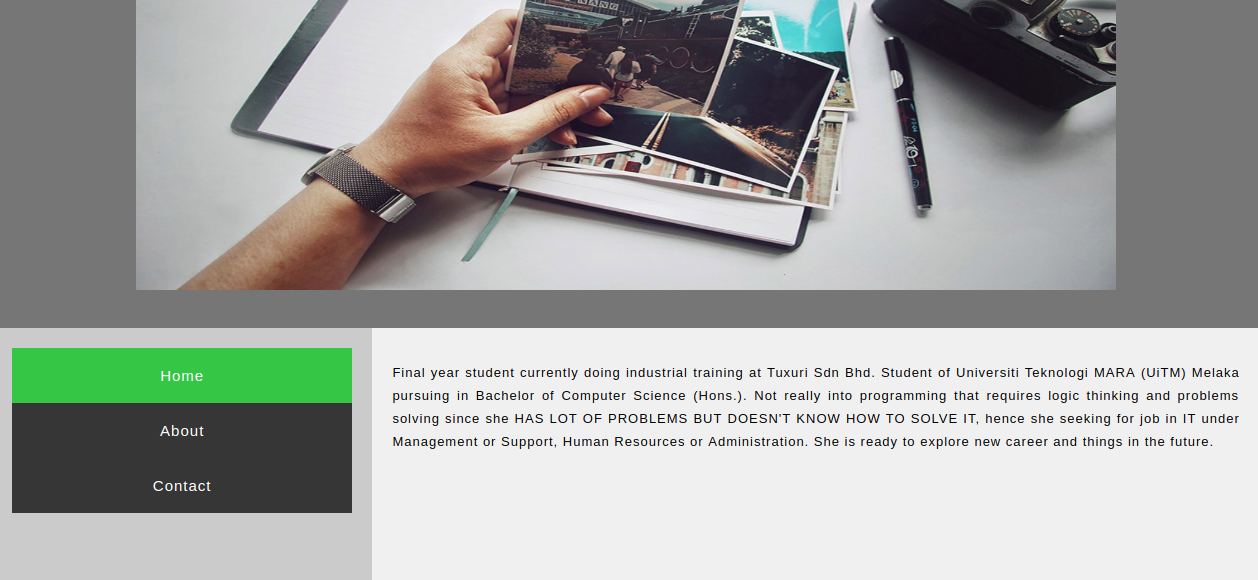 Home
About
Contact
Final year student currently doing industrial training at Tuxuri Sdn Bhd. Student of Universiti Teknologi MARA (UiTM) Melaka
pursuing in Bachelor of Computer Science (Hons.). Not really into programming that requires logic thinking and problems
solving since she HAS LOT OF PROBLEMS BUT DOESN'T KNOW HOW TO SOLVE IT, hence she seeking for job in IT under
Management or Support, Human Resources or Administration. She is ready to explore new career and things in the future.